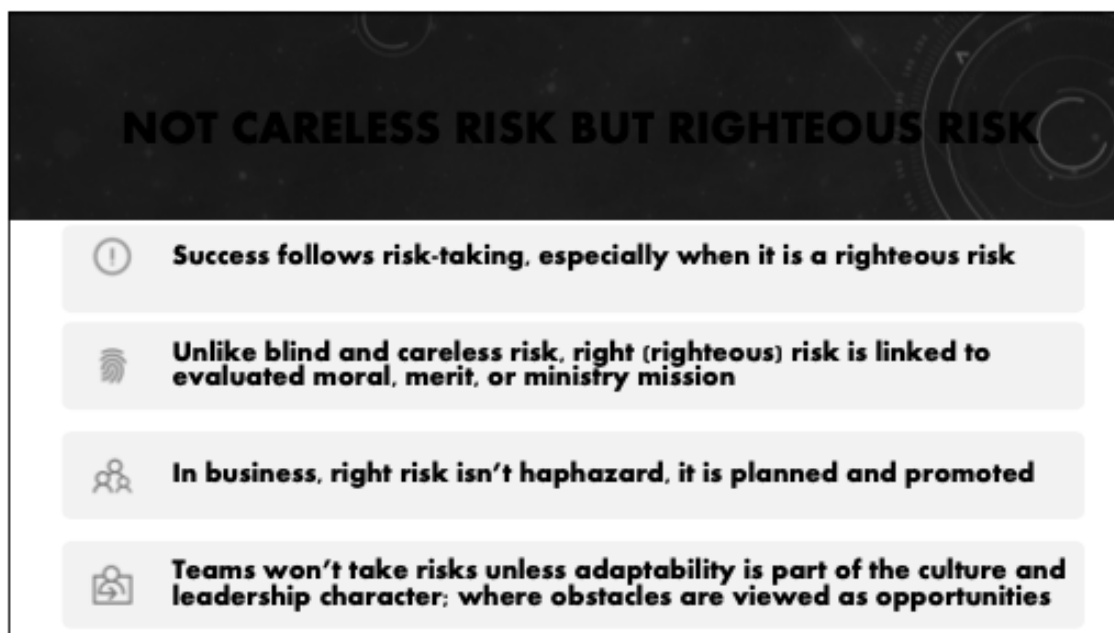 NOT CARELESS RISK BUT RIGHTEOUS RISK
Success follows risk-taking, especially when it is a righteous risk
Unlike blind and careless risk, right (righteous) risk is linked to
evaluated moral, merit, or ministry mission
In business, right risk isn't haphazard, it is planned and promoted
Teams won't take risks unless adaptability is part of the culture and
leadership character; where obstacles are viewed as opportunities